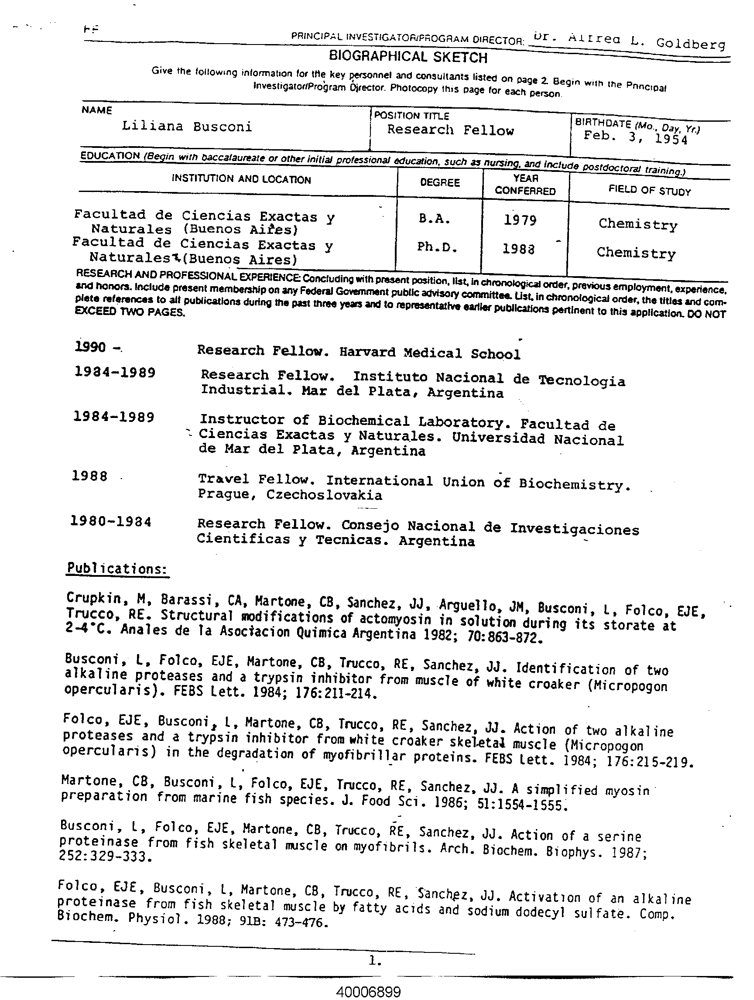 FF
PRINCIPAL INVESTIGATOR/PROGRAM DIRECTOR: Dr. Alfred L. Goldberg
BIOGRAPHICAL SKETCH
Give the following information for the key personnel and consultants listed on page 2. Begin with the Principal
Investigator/Program Director. Photocopy this page for each person.
NAME
Liliana Busconi
POSITION TITLE
Research Fellow
BIRTHDATE (Mo., Day, Yr.)
Feb. 3, 1954
EDUCATION (Begin with baccalaureate or other initial professional education, such as nursing, and include postdoctoral training.)
INSTITUTION AND LOCATION
DEGREE
YEAR CONFERRED
FIELD OF STUDY
Facultad de Ciencias Exactas y
Naturales (Buenos Aires)
B.A. 1979 Chemistry
Facultad de Ciencias Exactas y
Naturales (Buenos Aires)
Ph.D. 1988 Chemistry
RESEARCH AND PROFESSIONAL EXPERIENCE: Concluding with present position, list, in chronological order, previous employment, experience,
and honors. Include present membership on any Federal Government public advisory committee. List, in chronological order, the titles and com-
plete references to all publications during the past three years and to representative earlier publications pertinent to this application. DO NOT
EXCEED TWO PAGES.
1990 - Research Fellow. Harvard Medical School
1984-1989 Research Fellow. Instituto Nacional de Tecnologia
Industrial. Mar del Plata, Argentina
1984-1989 Instructor of Biochemical Laboratory. Facultad de
Ciencias Exactas y Naturales. Universidad Nacional
de Mar del Plata, Argentina
1988 Travel Fellow. International Union of Biochemistry.
Prague, Czechoslovakia
1980-1984 Research Fellow. Consejo Nacional de Investigaciones
Cientificas y Tecnicas. Argentina
Publications:
Crupkin, M, Barassi, CA, Martone, CB, Sanchez, JJ, Arguello, JM, Busconi, L, Folco, EJE,
Trucco, RE. Structural modifications of actomyosin in solution during its storate at
2-4°C. Anales de la Asociacion Quimica Argentina 1982; 70:863-872.
Busconi, L, Folco, EJE, Martone, CB, Trucco, RE, Sanchez, JJ. Identification of two
alkaline proteases and a trypsin inhibitor from muscle of white croaker (Micropogon
opercularis). FEBS Lett. 1984; 176:211-214.
Folco, EJE, Busconi, L, Martone, CB, Trucco, RE, Sanchez, JJ. Action of two alkaline
proteases and a trypsin inhibitor from white croaker skeletal muscle (Micropogon
opercularis) in the degradation of myofibrillar proteins. FEBS Lett. 1984; 176:215-219.
Martone, CB, Busconi, L, Folco, EJE, Trucco, RE, Sanchez, JJ. A simplified myosin
preparation from marine fish species. J. Food Sci. 1986; 51:1554-1555.
Busconi, L, Folco, EJE, Martone, CB, Trucco, RE, Sanchez, JJ. Action of a serine
proteinase from fish skeletal muscle on myofibrils. Arch. Biochem. Biophys. 1987;
252:329-333.
Folco, EJE, Busconi, L, Martone, CB, Trucco, RE, Sanchez, JJ. Activation of an alkaline
proteinase from fish skeletal muscle by fatty acids and sodium dodecyl sulfate. Comp.
Biochem. Physiol. 1988; 91B: 473-476.
1.
40006899